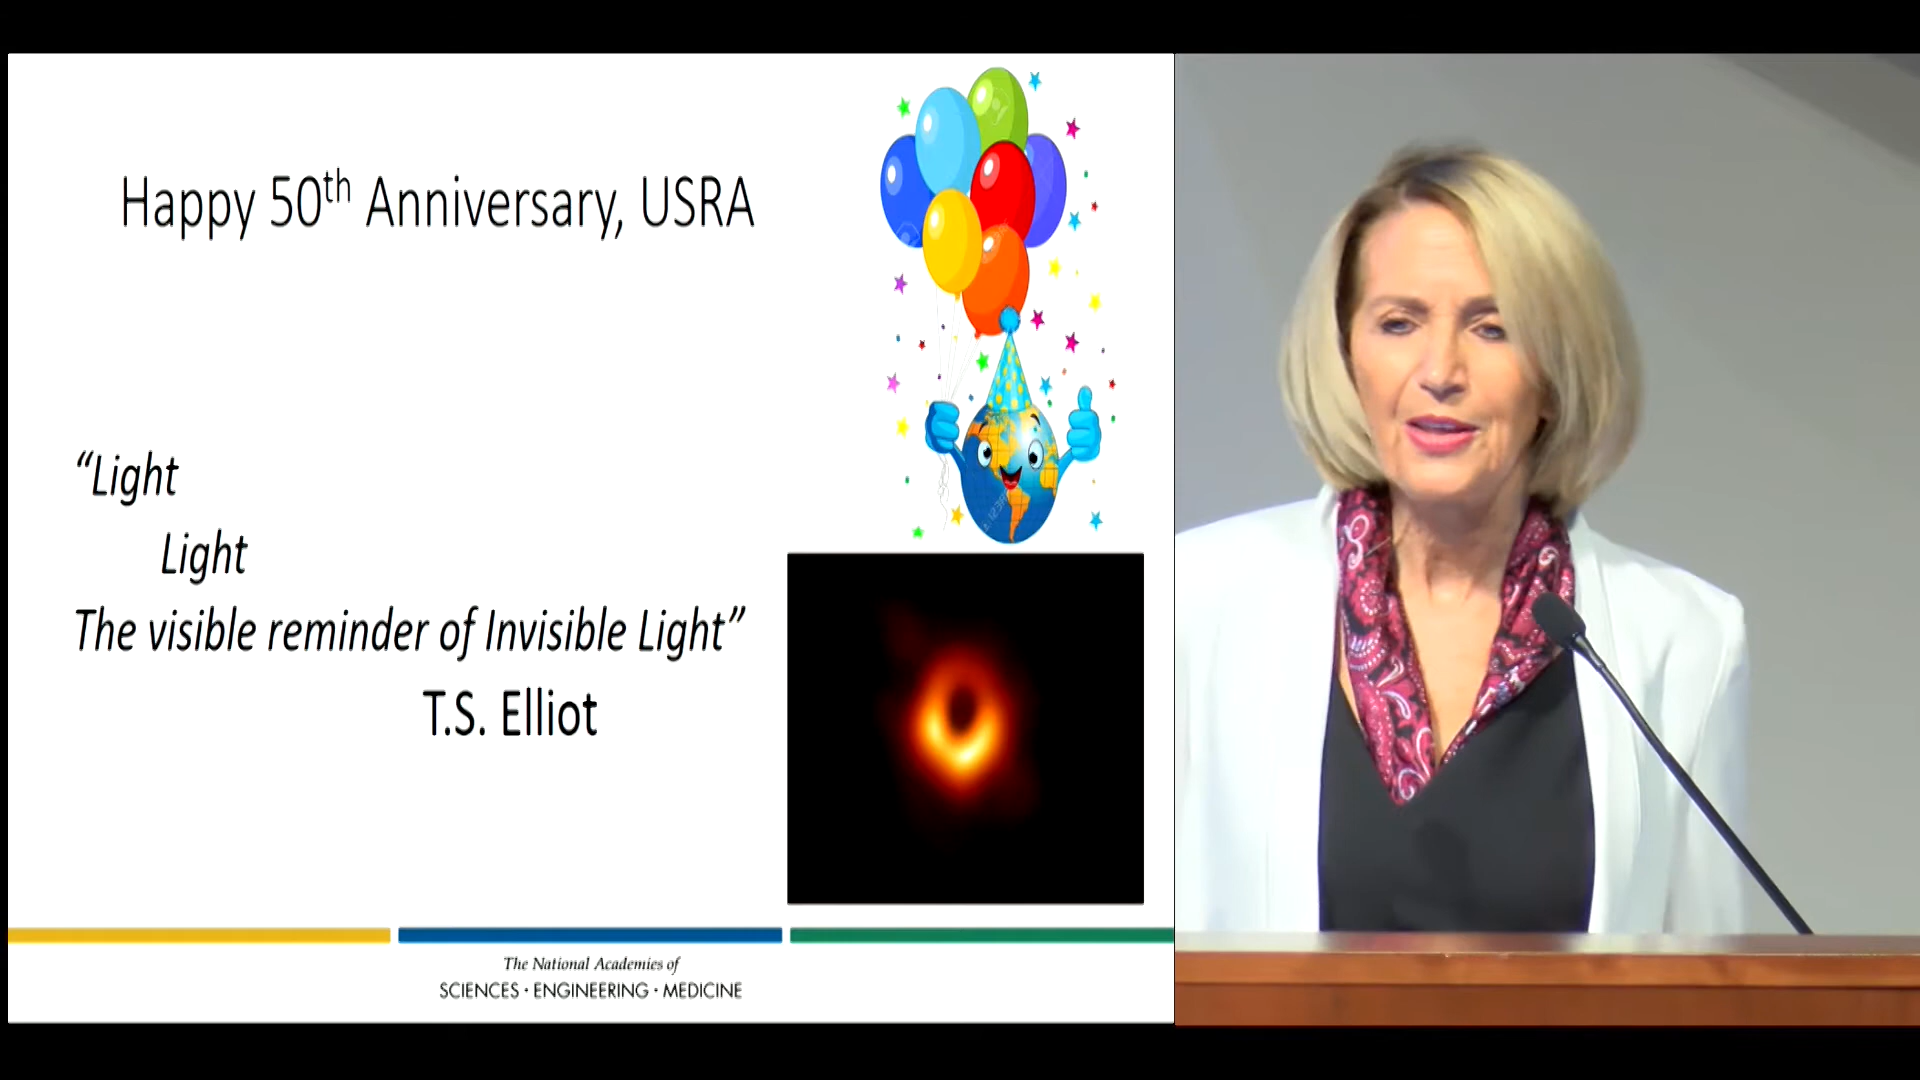 Happy 50th Anniversary, USRA
“Light
Light
The visible reminder of Invisible Light”
T.S. Elliot
The National Academies of
SCIENCES · ENGINEERING · MEDICINE